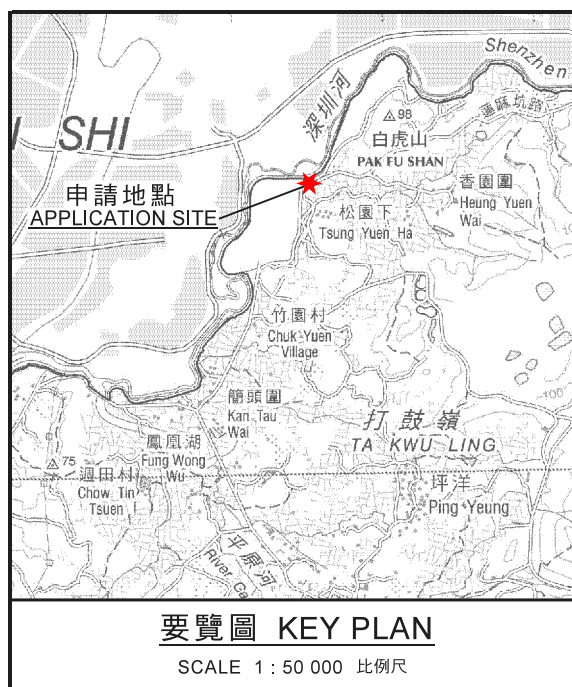 Shenzhen
深圳河
蓮麻坑路
98
I SHI
白虎山
PAK FU SHAN
申請地點
APPLICATION SITE
香園圍
Heung Yuen
Wai
松園下
Tsung Yuen Ha
竹園村
Chuk Yuen
Village
簡頭圍
Kan Tau
Wai
100
打鼓嶺
TA KWU LING
鳳凰湖
Fung Wong
Wu
75
週田村
Chow Tin
Tsuen
坪洋
Ping Yeung
平原河
River Ga
要覽圖 KEY PLAN
SCALE 1 : 50 000 比例尺